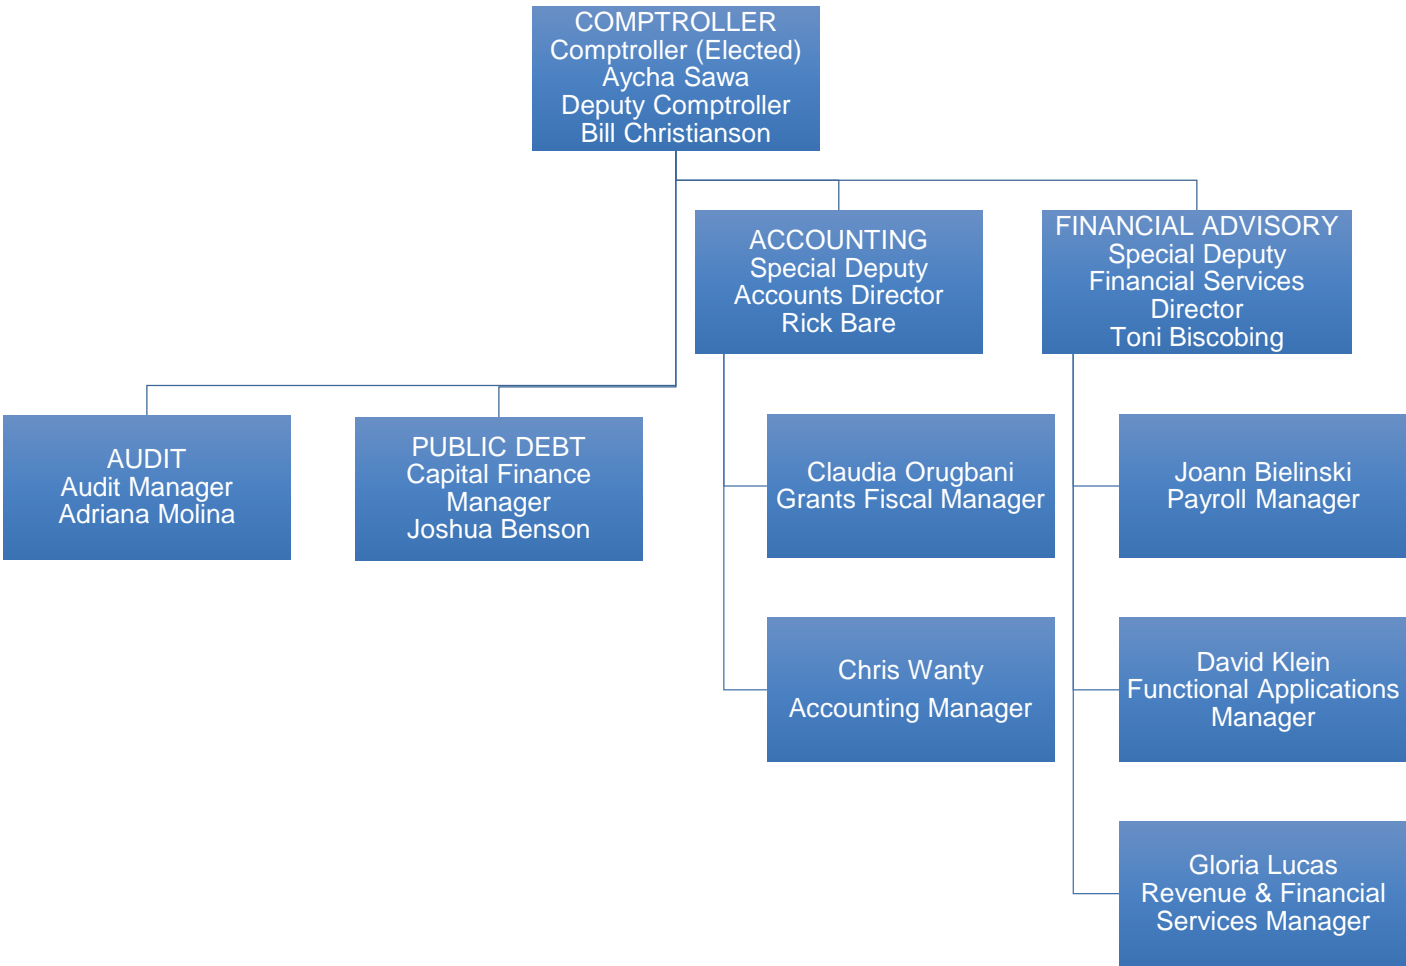 COMPTROLLER
Comptroller (Elected)
Aycha Sawa
Deputy Comptroller
Bill Christianson
ACCOUNTING
Special Deputy
Accounts Director
Rick Bare
FINANCIAL ADVISORY
Special Deputy
Financial Services
Director
Toni Biscobing
AUDIT
Audit Manager
Adriana Molina
PUBLIC DEBT
Capital Finance
Manager
Joshua Benson
Claudia Orugbani
Grants Fiscal Manager
Joann Bielinski
Payroll Manager
Chris Wanty
Accounting Manager
David Klein
Functional Applications
Manager
Gloria Lucas
Revenue & Financial
Services Manager